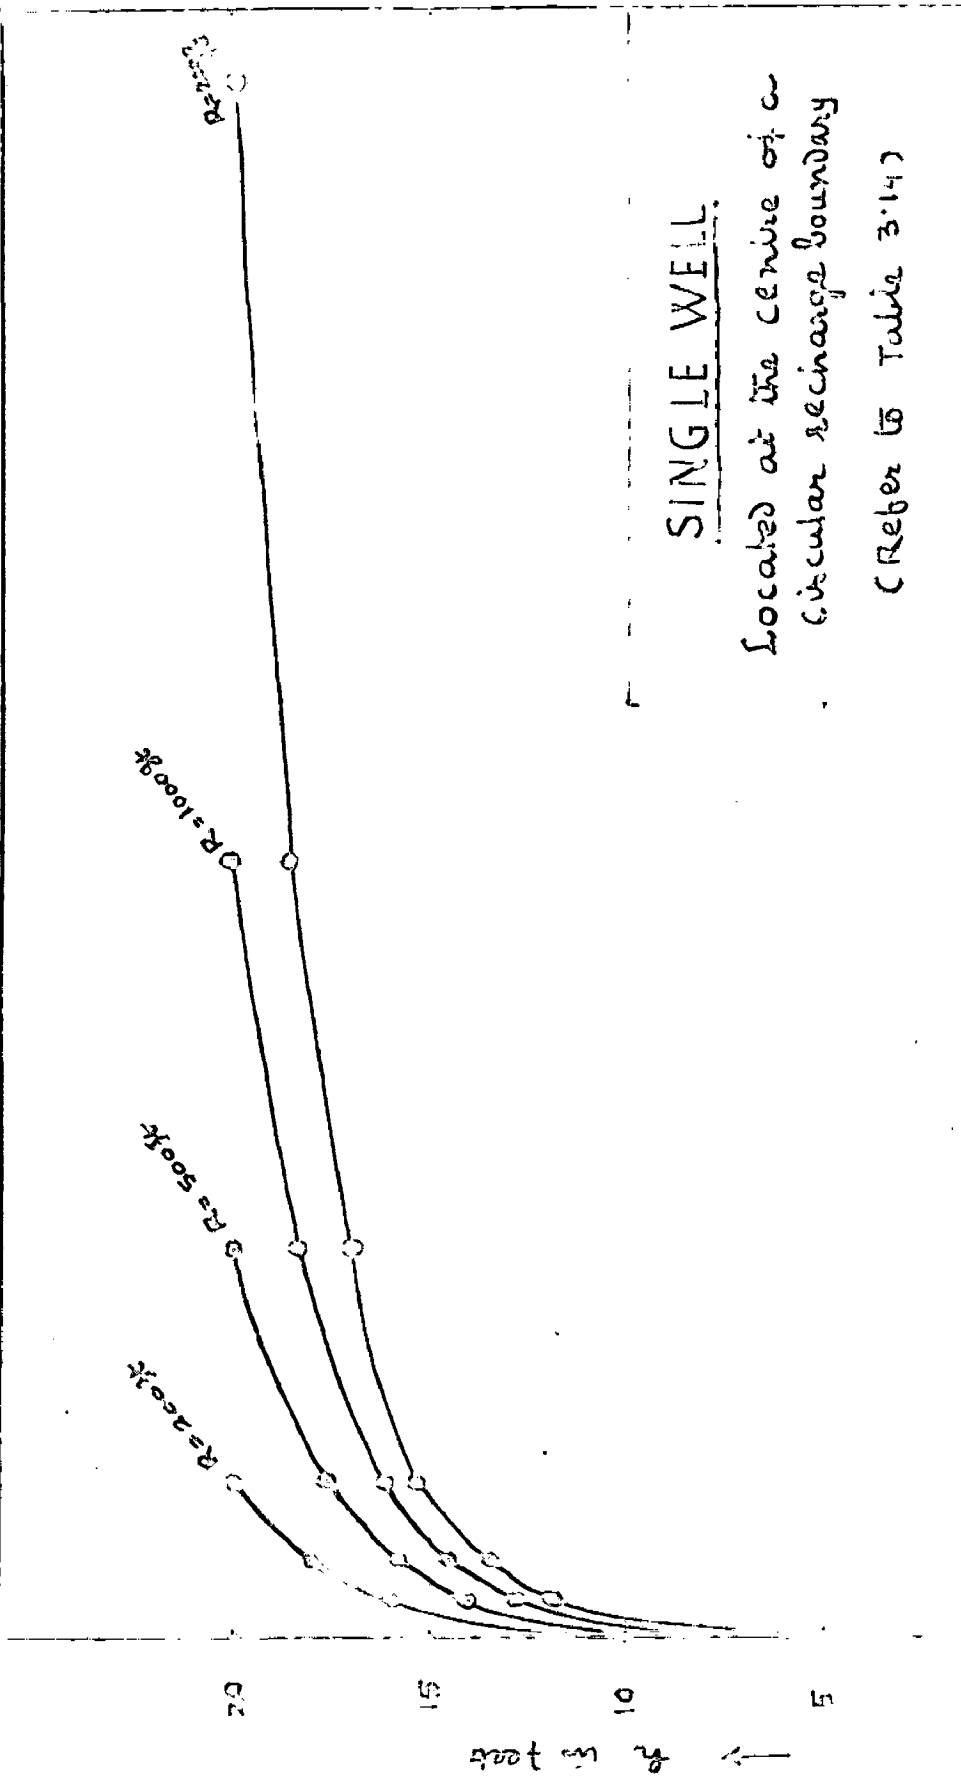 R=200ft
R=500ft
R=1000ft
SINGLE WELL
Located at the centre of a
Circular recharge boundary
(Refer to Table 3.14)
20
15
10
5
h in feet